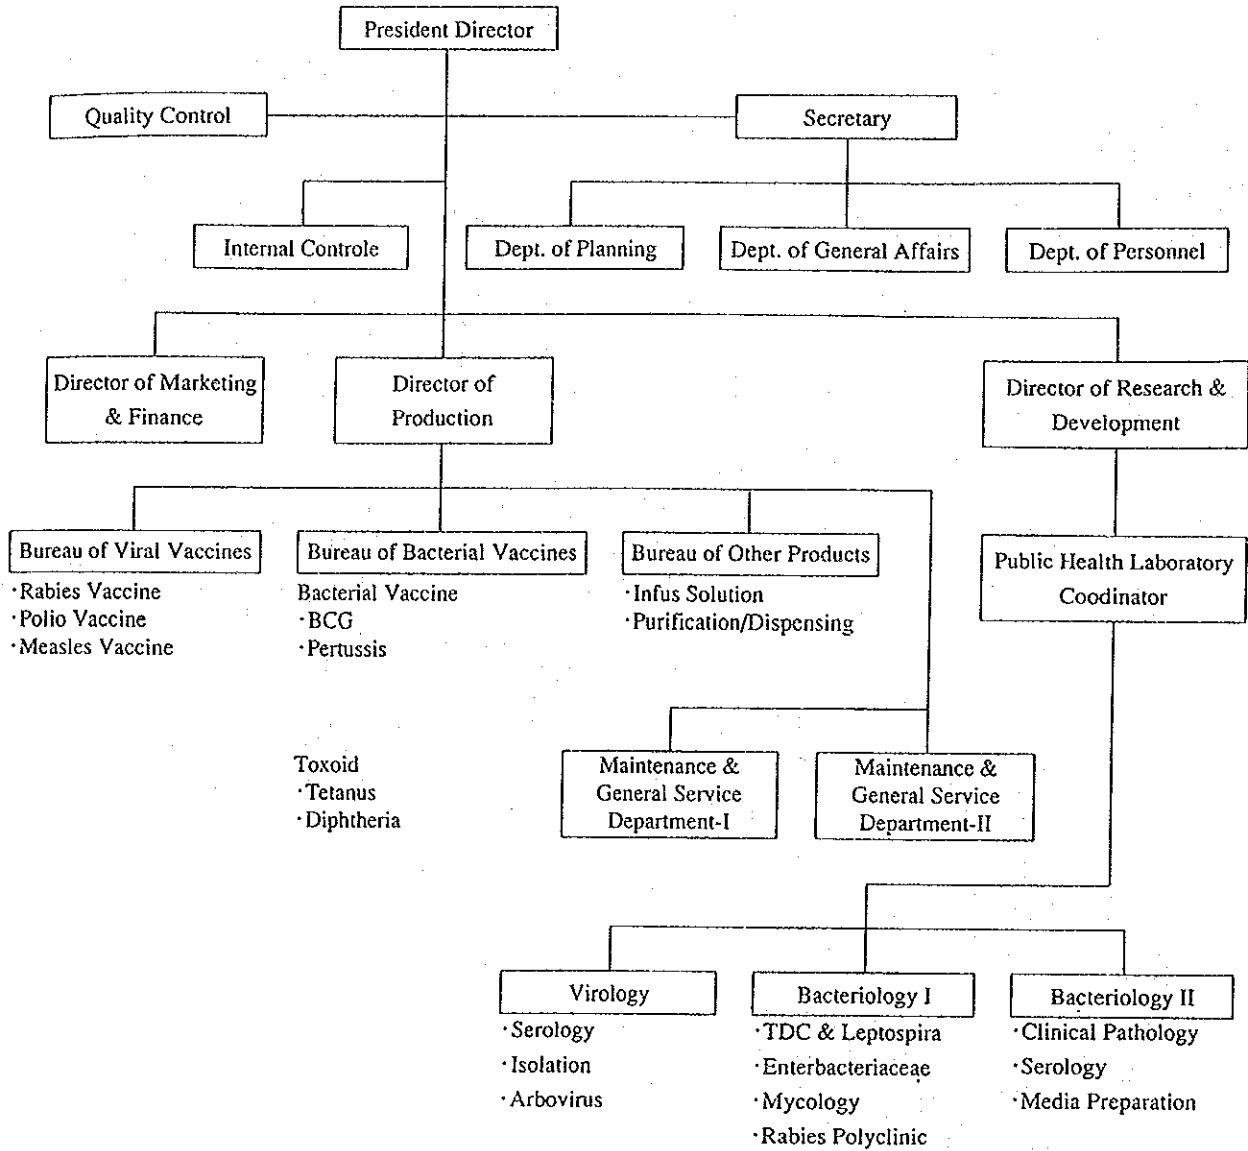 President Director
Quality Control
Secretary
Internal Controle
Dept. of Planning
Dept. of General Affairs
Dept. of Personnel
Director of Marketing
& Finance
Director of
Production
Director of Research &
Development
Bureau of Viral Vaccines
·Rabies Vaccine
·Polio Vaccine
·Measles Vaccine
Bureau of Bacterial Vaccines
Bacterial Vaccine
·BCG
·Pertussis
Toxoid
·Tetanus
·Diphtheria
Bureau of Other Products
·Infus Solution
·Purification/Dispensing
Public Health Laboratory
Coodinator
Maintenance &
General Service
Department-I
Maintenance &
General Service
Department-II
Virology
·Serology
·Isolation
·Arbovirus
Bacteriology I
·TDC & Leptospira
·Enterbacteriaceae
·Mycology
·Rabies Polyclinic
Bacteriology II
·Clinical Pathology
·Serology
·Media Preparation